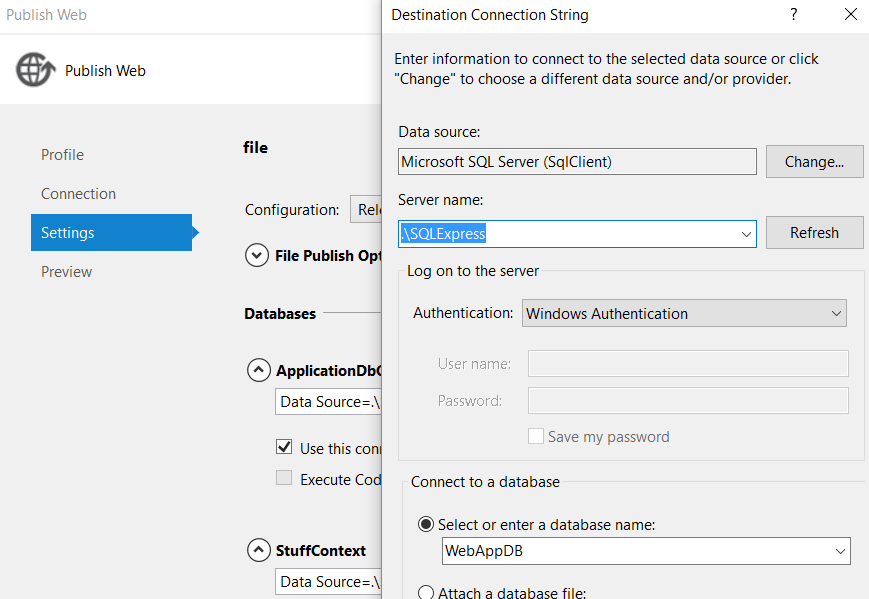 Publish Web
Publish Web
Profile
Connection
Settings
Preview
file
Configuration: Rel
File Publish Opt
Databases
ApplicationDbC
Data Source=.\
Use this conn
Execute Cod
StuffContext
Data Source=.\
Destination Connection String
? 
Enter information to connect to the selected data source or click
"Change" to choose a different data source and/or provider.
Data source:
Microsoft SQL Server (SqlClient)
Change...
Server name:
.\SQLExpress
Refresh
Log on to the server
Authentication: Windows Authentication
User name:
Password:
Save my password
Connect to a database
Select or enter a database name:
WebAppDB
Attach a database file: